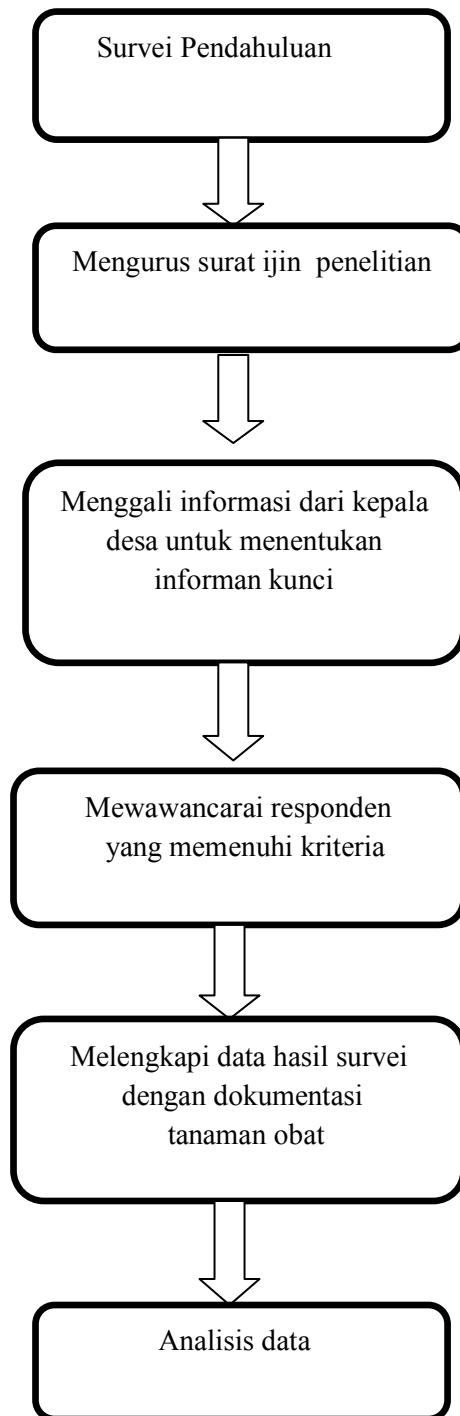 Survei Pendahuluan
Mengurus surat ijin penelitian
Menggali informasi dari kepala
desa untuk menentukan
informan kunci
Mewawancarai responden
yang memenuhi kriteria
Melengkapi data hasil survei
dengan dokumentasi
tanaman obat
Analisis data